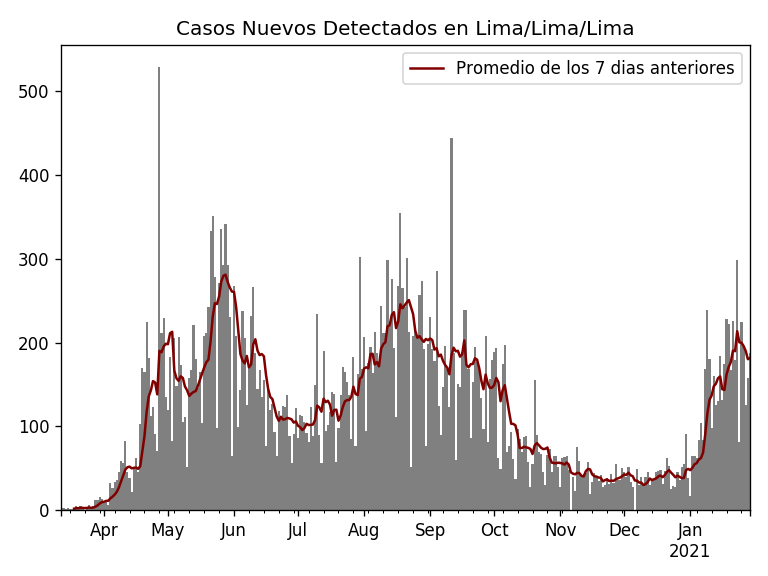 Casos Nuevos Detectados en Lima/Lima/Lima
Promedio de los 7 dias anteriores
500
400
300
200
100
0
Apr May Jun Jul Aug Sep Oct Nov Dec Jan
2021